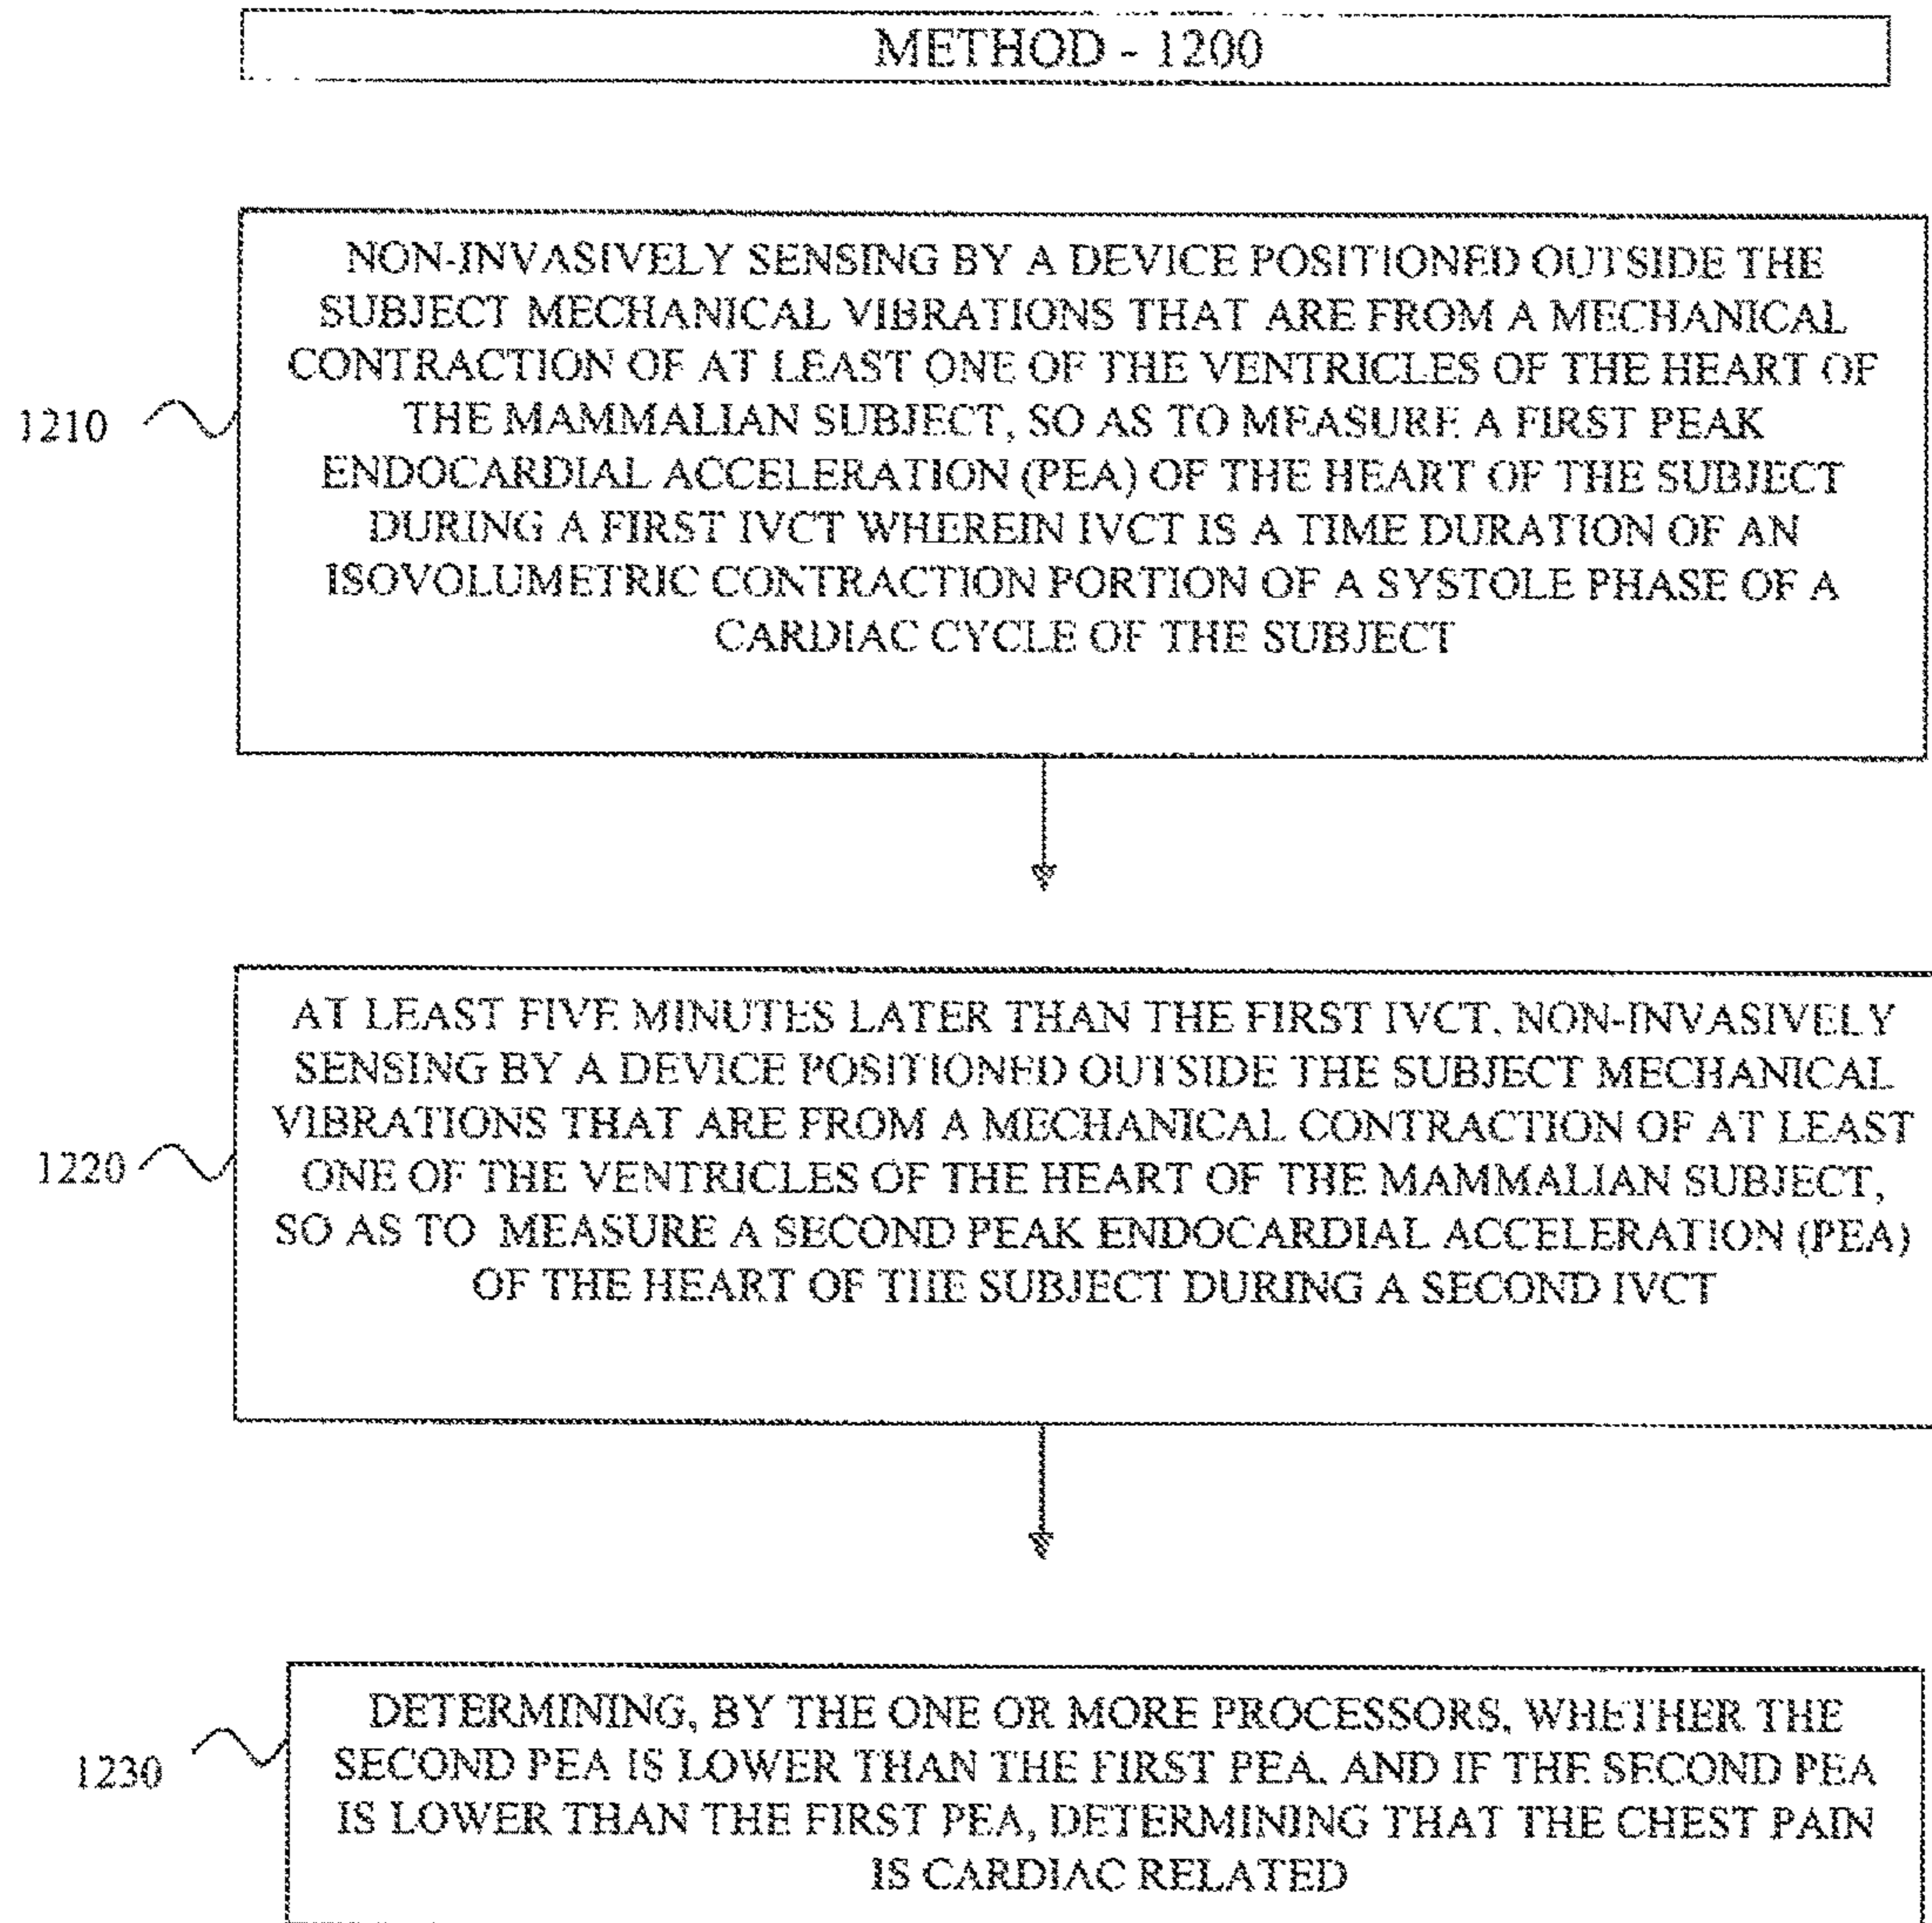 METHOD - 1200
NON-INVASIVELY SENSING BY A DEVICE POSITIONED OUTSIDE THE
SUBJECT MECHANICAL VIBRATIONS THAT ARE FROM A MECHANICAL
CONTRACTION OF AT LEAST ONE OF THE VENTRICLES OF THE HEART OF
THE MAMMALIAN SUBJECT, SO AS TO MEASURE A FIRST PEAK
ENDOCARDIAL ACCELERATION (PEA) OF THE HEART OF THE SUBJECT
DURING A FIRST IVCT WHEREIN IVCT IS A TIME DURATION OF AN
ISOVOLUMETRIC CONTRACTION PORTION OF A SYSTOLE PHASE OF A
CARDIAC CYCLE OF THE SUBJECT
1210
AT LEAST FIVE MINUTES LATER THAN THE FIRST IVCT, NON-INVASIVELY
SENSING BY A DEVICE POSITIONED OUTSIDE THE SUBJECT MECHANICAL
VIBRATIONS THAT ARE FROM A MECHANICAL CONTRACTION OF AT LEAST
ONE OF THE VENTRICLES OF THE HEART OF THE MAMMALIAN SUBJECT,
SO AS TO MEASURE A SECOND PEAK ENDOCARDIAL ACCELERATION (PEA)
OF THE HEART OF THE SUBJECT DURING A SECOND IVCT
1220
DETERMINING, BY THE ONE OR MORE PROCESSORS, WHETHER THE
SECOND PEA IS LOWER THAN THE FIRST PEA, AND IF THE SECOND PEA
IS LOWER THAN THE FIRST PEA, DETERMINING THAT THE CHEST PAIN
IS CARDIAC RELATED
1230